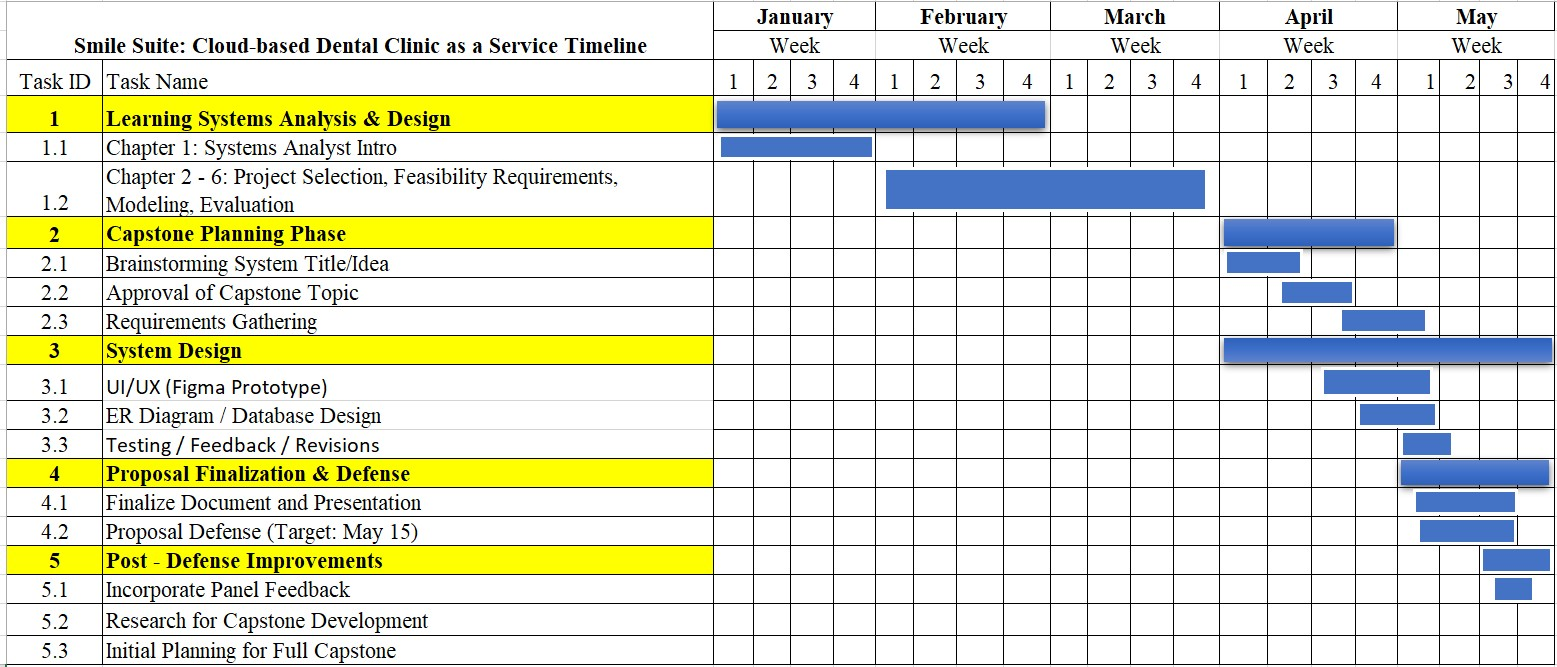 January February March April May
Smile Suite: Cloud-based Dental Clinic as a Service Timeline Week Week Week Week Week
Task ID Task Name 1 2 3 4 1 2 3 4 1 2 3 4 1 2 3 4 1 2 3 4
1 Learning Systems Analysis & Design
1.1 Chapter 1: Systems Analyst Intro
Chapter 2 - 6: Project Selection, Feasibility Requirements,
1.2 Modeling, Evaluation
2 Capstone Planning Phase
2.1 Brainstorming System Title/Idea
2.2 Approval of Capstone Topic
2.3 Requirements Gathering
3 System Design
3.1 UI/UX (Figma Prototype)
3.2 ER Diagram / Database Design
3.3 Testing / Feedback / Revisions
4 Proposal Finalization & Defense
4.1 Finalize Document and Presentation
4.2 Proposal Defense (Target: May 15)
5 Post - Defense Improvements
5.1 Incorporate Panel Feedback
5.2 Research for Capstone Development
5.3 Initial Planning for Full Capstone